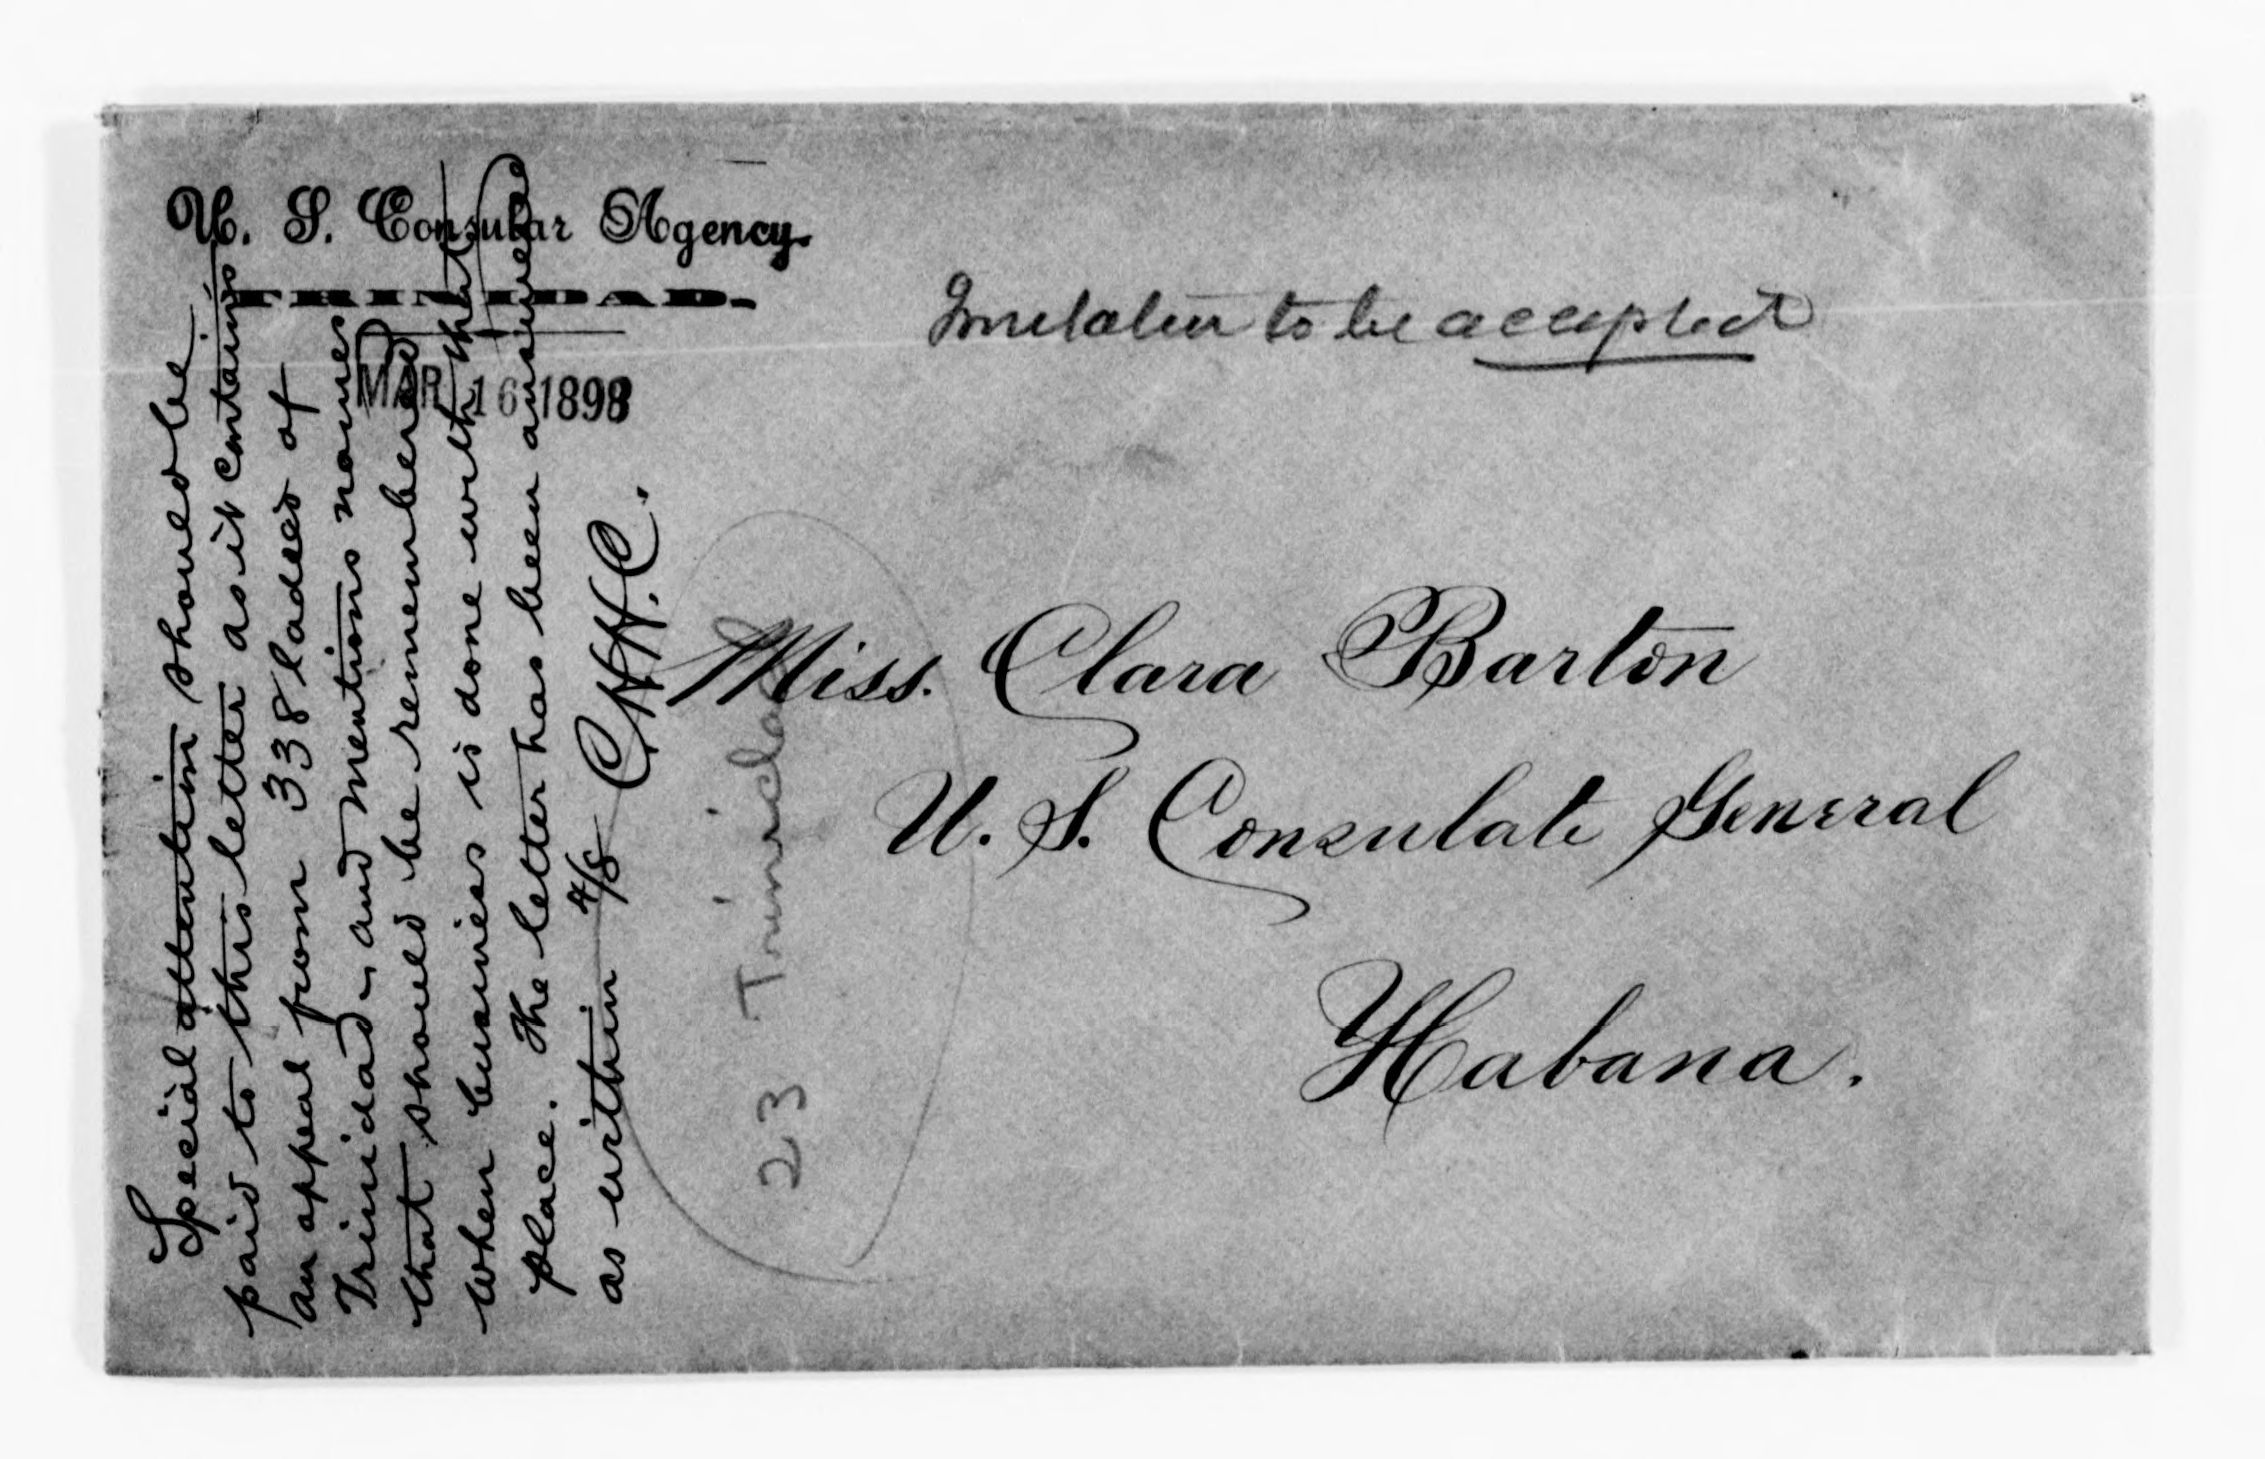 U. S. Consular Agency.
TRINIDAD.
MAR 16 1898
Invitation to be accepted
Miss. Clara Barton
U. S. Consulate General
Habana.
Special attention should be
paid to this letter as it contains
an appeal from 338 ladies of
Trinidad, and mentions names
that should be remembered
when business is done with that
place. The letter has been answered
as within 4/8 C.H.H.C.
23 Trinidad